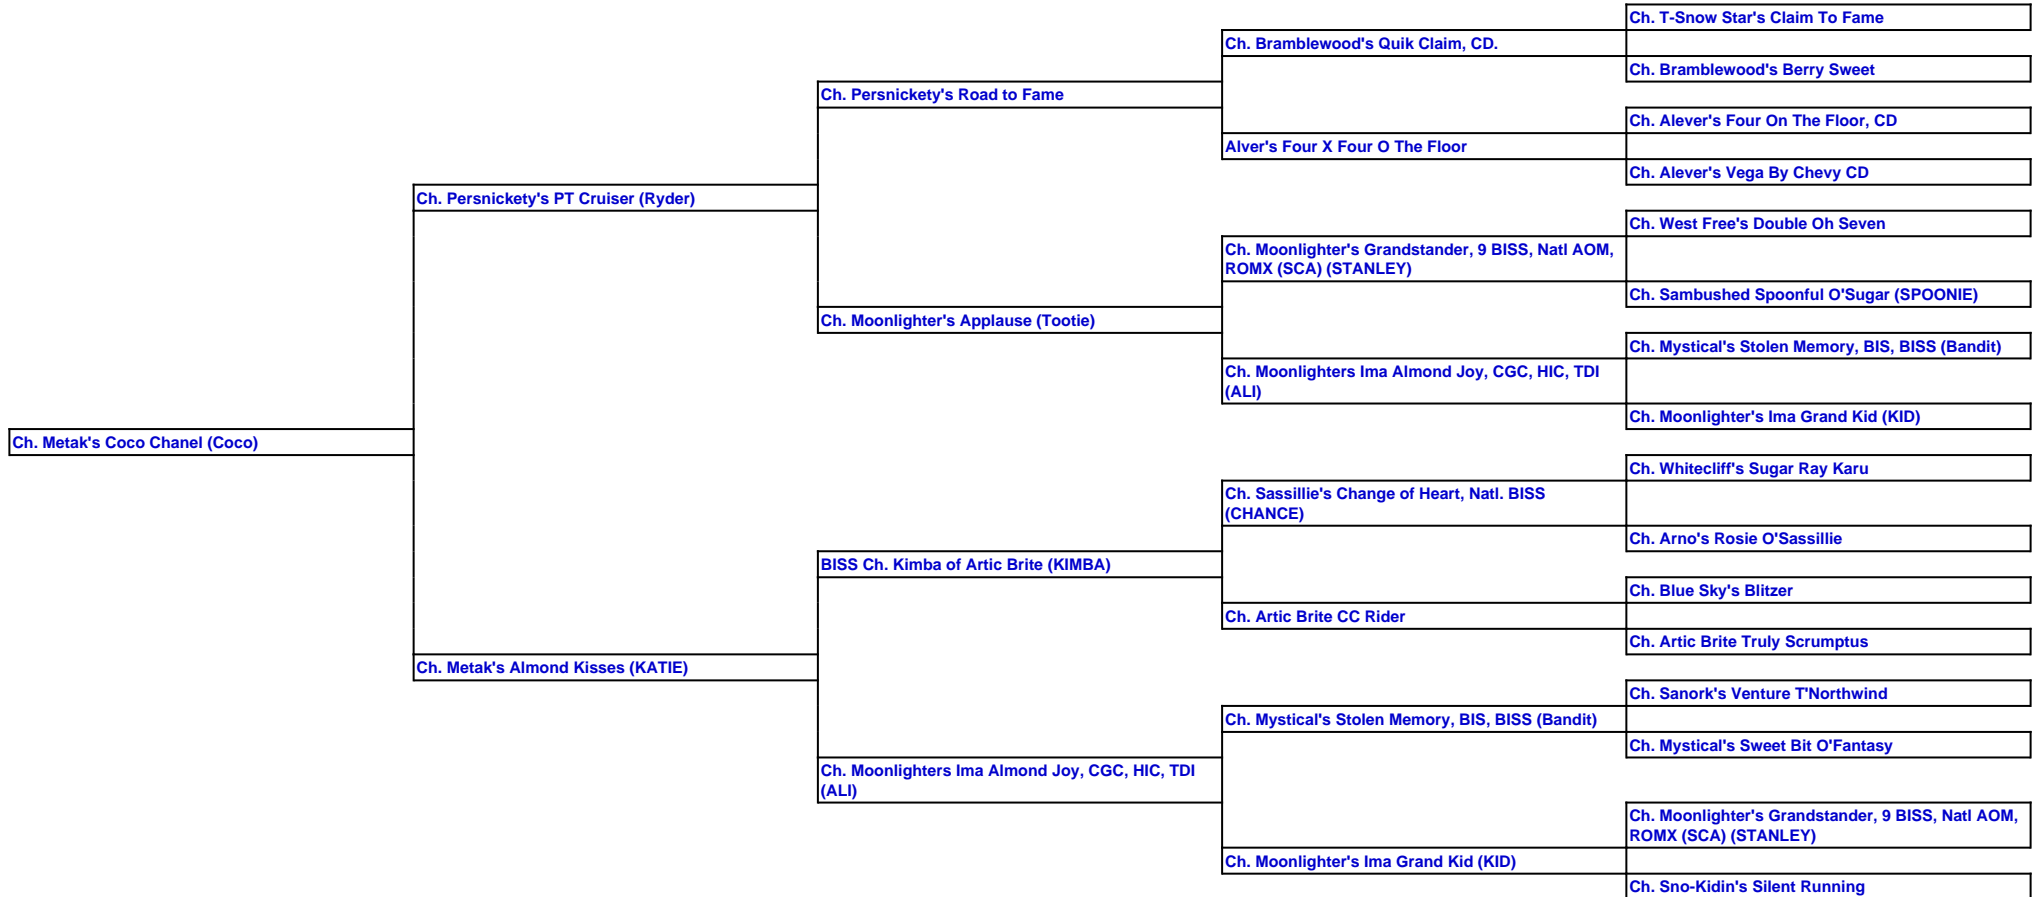 Ch. T-Snow Star's Claim To Fame
Ch. Bramblewood's Quik Claim, CD.
Ch. Bramblewood's Berry Sweet
Ch. Persnickety's Road to Fame
Ch. Alever's Four On The Floor, CD
Alver's Four X Four O The Floor
Ch. Alever's Vega By Chevy CD
Ch. Persnickety's PT Cruiser (Ryder)
Ch. West Free's Double Oh Seven
Ch. Moonlighter's Grandstander, 9 BISS, Natl AOM,
ROMX (SCA) (STANLEY)
Ch. Sambushed Spoonful O'Sugar (SPOONIE)
Ch. Moonlighter's Applause (Tootie)
Ch. Mystical's Stolen Memory, BIS, BISS (Bandit)
Ch. Moonlighters Ima Almond Joy, CGC, HIC, TDI
(ALI)
Ch. Moonlighter's Ima Grand Kid (KID)
Ch. Metak's Coco Chanel (Coco)
Ch. Whitecliff's Sugar Ray Karu
Ch. Sassillie's Change of Heart, Natl. BISS
(CHANCE)
Ch. Arno's Rosie O'Sassillie
BISS Ch. Kimba of Artic Brite (KIMBA)
Ch. Blue Sky's Blitzer
Ch. Artic Brite CC Rider
Ch. Artic Brite Truly Scrumptus
Ch. Metak's Almond Kisses (KATIE)
Ch. Sanork's Venture T'Northwind
Ch. Mystical's Stolen Memory, BIS, BISS (Bandit)
Ch. Mystical's Sweet Bit O'Fantasy
Ch. Moonlighters Ima Almond Joy, CGC, HIC, TDI
(ALI)
Ch. Moonlighter's Grandstander, 9 BISS, Natl AOM,
ROMX (SCA) (STANLEY)
Ch. Moonlighter's Ima Grand Kid (KID)
Ch. Sno-Kidin's Silent Running